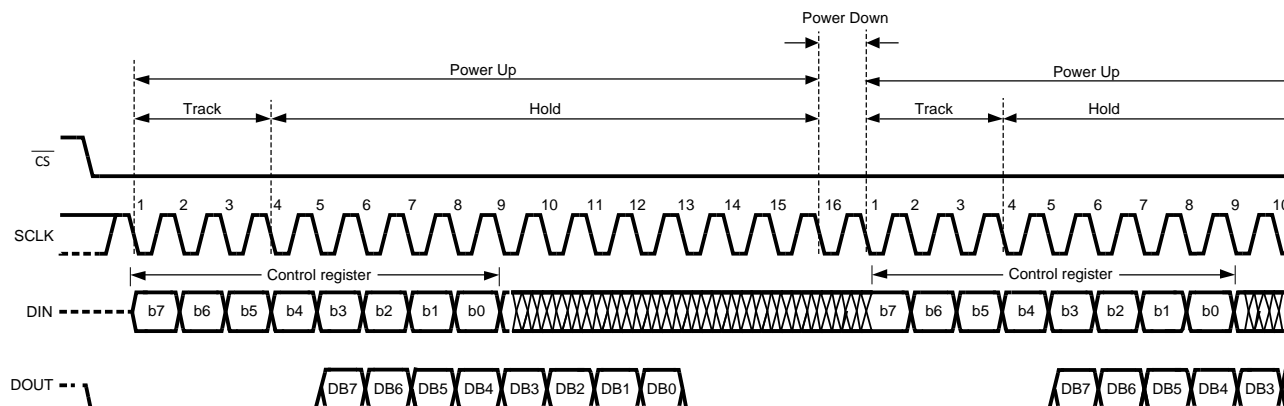 Power Down
Power Up
Power Up
Track
Hold
Track
Hold
CS
1 2 3 4 5 6 7 8 9 10 11 12 13 14 15 16 1 2 3 4 5 6 7 8 9 10
SCLK
Control register
Control register
DIN
b7 b6 b5 b4 b3 b2 b1 b0 b7 b6 b5 b4 b3 b2 b1 b0
DOUT
DB7 DB6 DB5 DB4 DB3 DB2 DB1 DB0 DB7 DB6 DB5 DB4 DB3